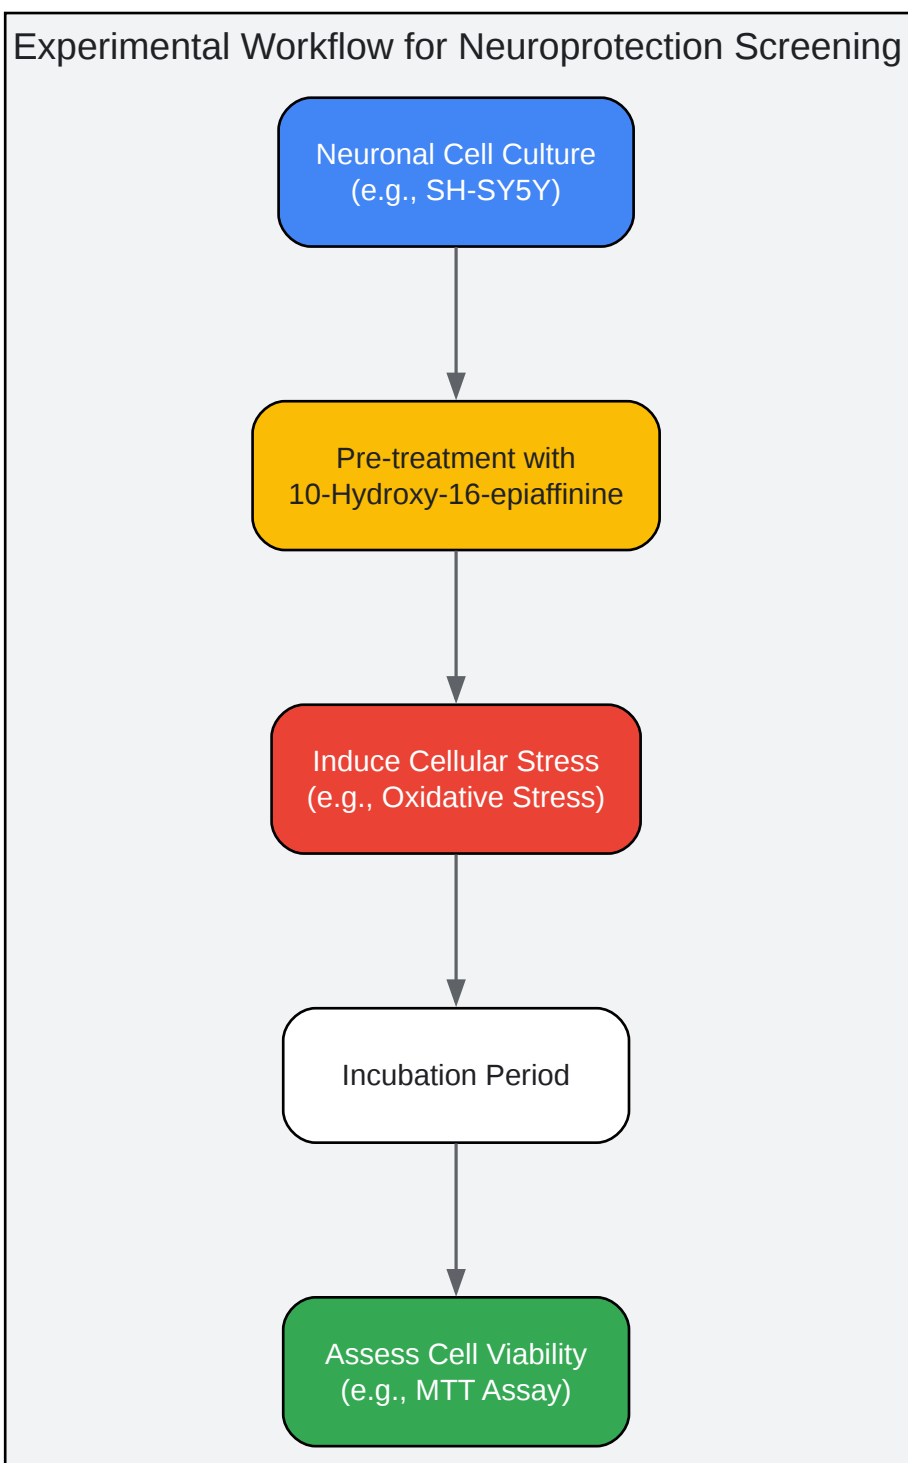 Experimental Workflow for Neuroprotection Screening
Neuronal Cell Culture
(e.g., SH-SY5Y)
Pre-treatment with
10-Hydroxy-16-epiaffinine
Induce Cellular Stress
(e.g., Oxidative Stress)
Incubation Period
Assess Cell Viability
(e.g., MTT Assay)